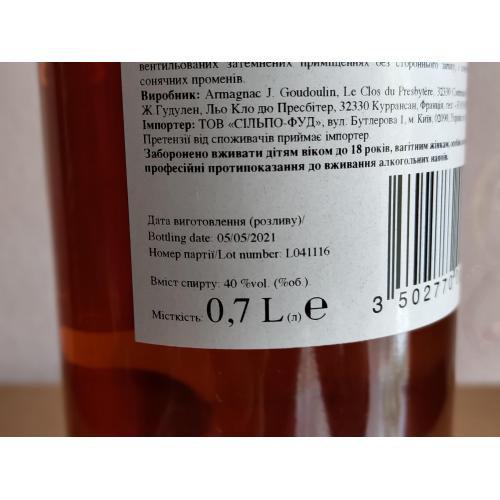 вентильованих затемнених приміщеннях без стороннього
сонячних променів.
Виробник: Armagnac J. Goudoulin, Le Clos du Presbytère, 32330
Ж.Гудулен, Льо Кло дю Пресбітер, 32330 Куррансан, Франція,
Імпортер: ТОВ «СІЛЬПО-ФУД», вул. Бутлерова 1, м. Київ, 02090,
Претензії від споживачів приймає імпортер.
Заборонено вживати дітям віком до 18 років, вагітним жінкам,
професійні протипоказання до вживання алкогольних напоїв.
Дата виготовлення (розливу)/
Bottling date: 05/05/2021
Номер партії/Lot number: L041116
Вміст спирту: 40 %vol. (%об.)
Місткість: 0,7 L (л) e
3 502770